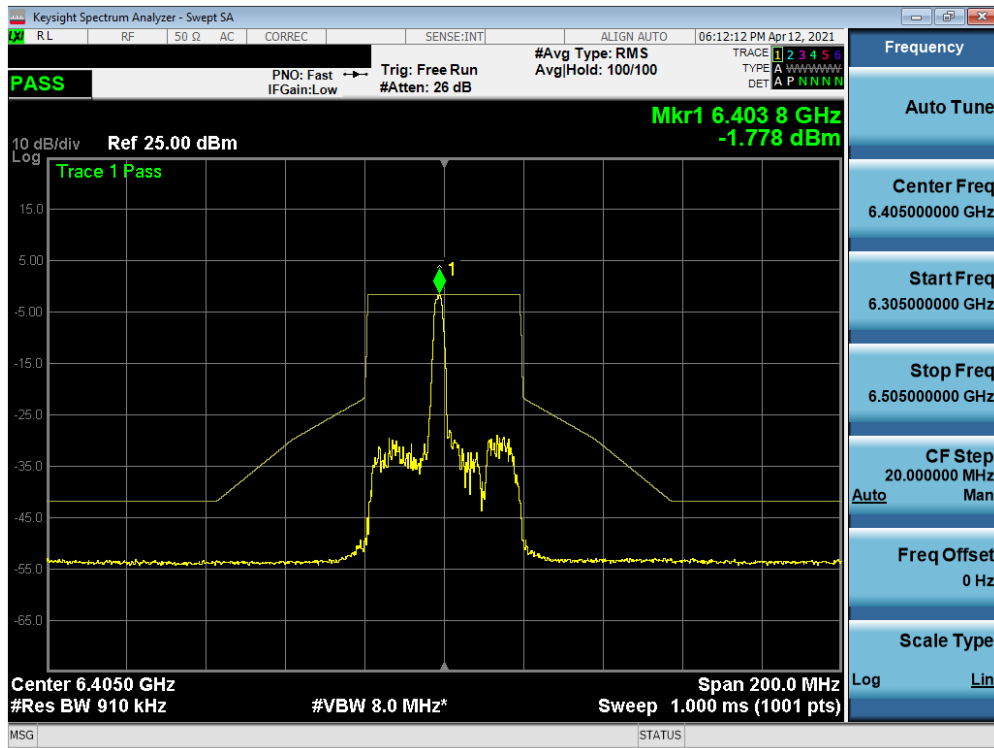 Keysight Spectrum Analyzer - Swept SA
LXI RL RF 50 Ω AC CORREC SENSE:INT ALIGN AUTO 06:12:12 PM Apr 12, 2021
PASS
PNO: Fast
IFGain:Low
Trig: Free Run
#Atten: 26 dB
#Avg Type: RMS
Avg|Hold: 100/100
TRACE 1 2 3 4 5 6
TYPE A WWWWW
DET A P N N N N
Mkr1 6.403 8 GHz
-1.778 dBm
10 dB/div Ref 25.00 dBm
Log
Trace 1 Pass
15.0
5.00
1
-5.00
-15.0
-25.0
-35.0
-45.0
-55.0
-65.0
Center 6.4050 GHz Span 200.0 MHz
#Res BW 910 kHz #VBW 8.0 MHz* Sweep 1.000 ms (1001 pts)
MSG STATUS
Frequency
Auto Tune
Center Freq
6.405000000 GHz
Start Freq
6.305000000 GHz
Stop Freq
6.505000000 GHz
CF Step
20.000000 MHz
Auto Man
Freq Offset
0 Hz
Scale Type
Log Lin